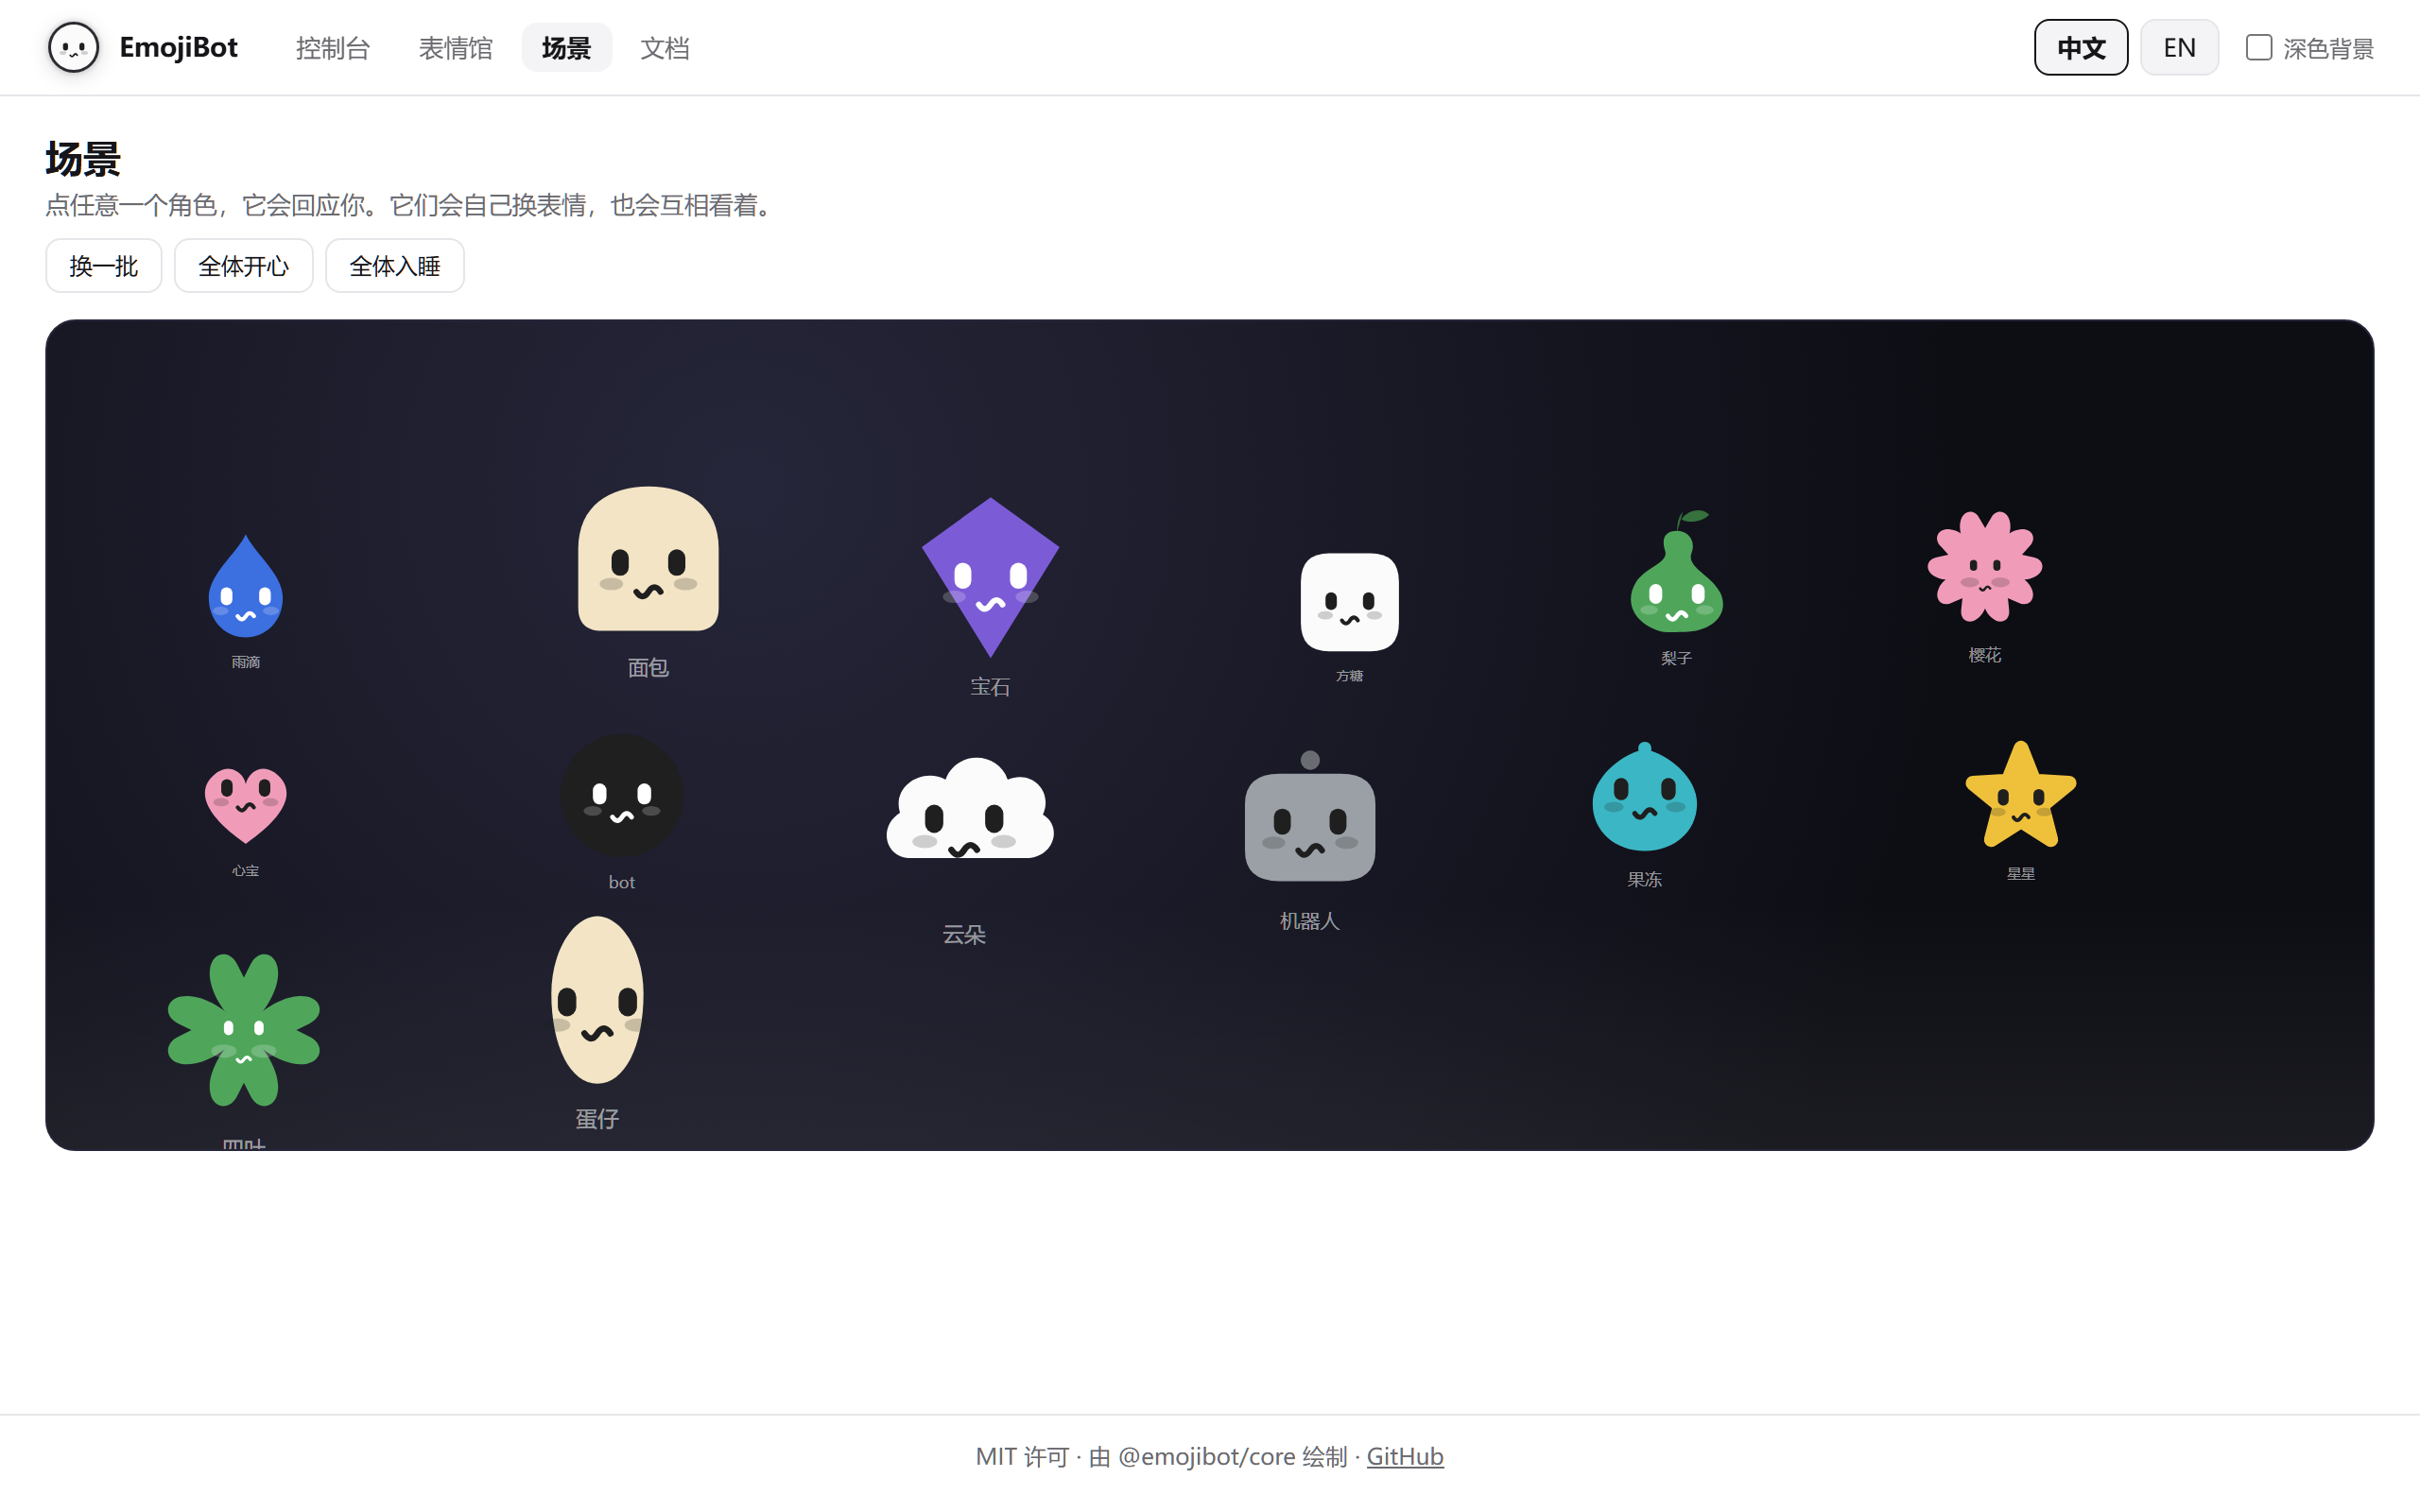 EmojiBot 控制台 表情馆 场景 文档 中文 EN 深色背景
场景
点任意一个角色，它会回应你。它们会自己换表情，也会互相看着。
换一批 全体开心 全体入睡
雨滴 面包 宝石 方糖 梨子 樱花
心宝 bot 云朵 机器人 果冻 星星
蛋仔
MIT 许可 · 由 @emojibot/core 绘制 · GitHub